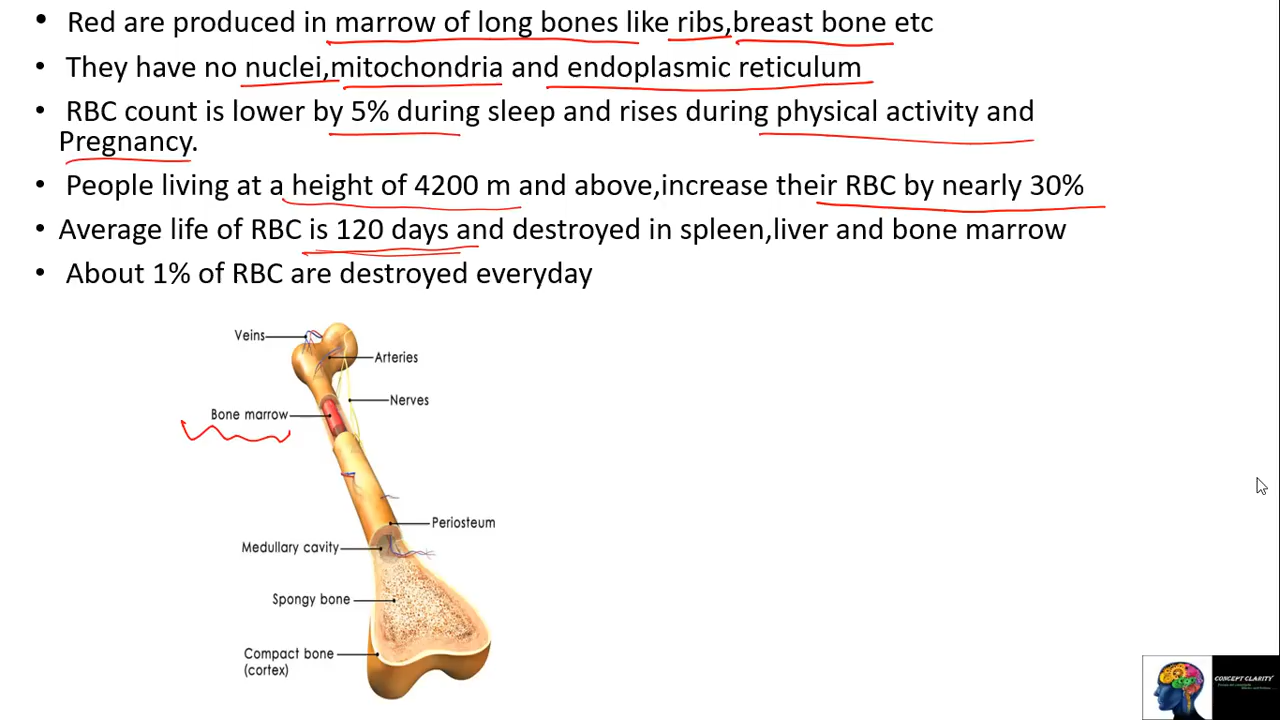 • Red are produced in marrow of long bones like ribs,breast bone etc
• They have no nuclei,mitochondria and endoplasmic reticulum
• RBC count is lower by 5% during sleep and rises during physical activity and
Pregnancy.
• People living at a height of 4200 m and above,increase their RBC by nearly 30%
• Average life of RBC is 120 days and destroyed in spleen,liver and bone marrow
• About 1% of RBC are destroyed everyday
Veins
Arteries
Nerves
Bone marrow
Periosteum
Medullary cavity
Spongy bone
Compact bone
(cortex)
CONCEPT CLARITY